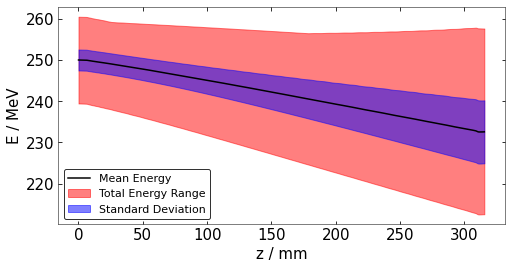 260
250
240
230
220
E / MeV
Mean Energy
Total Energy Range
Standard Deviation
0 50 100 150 200 250 300
z / mm